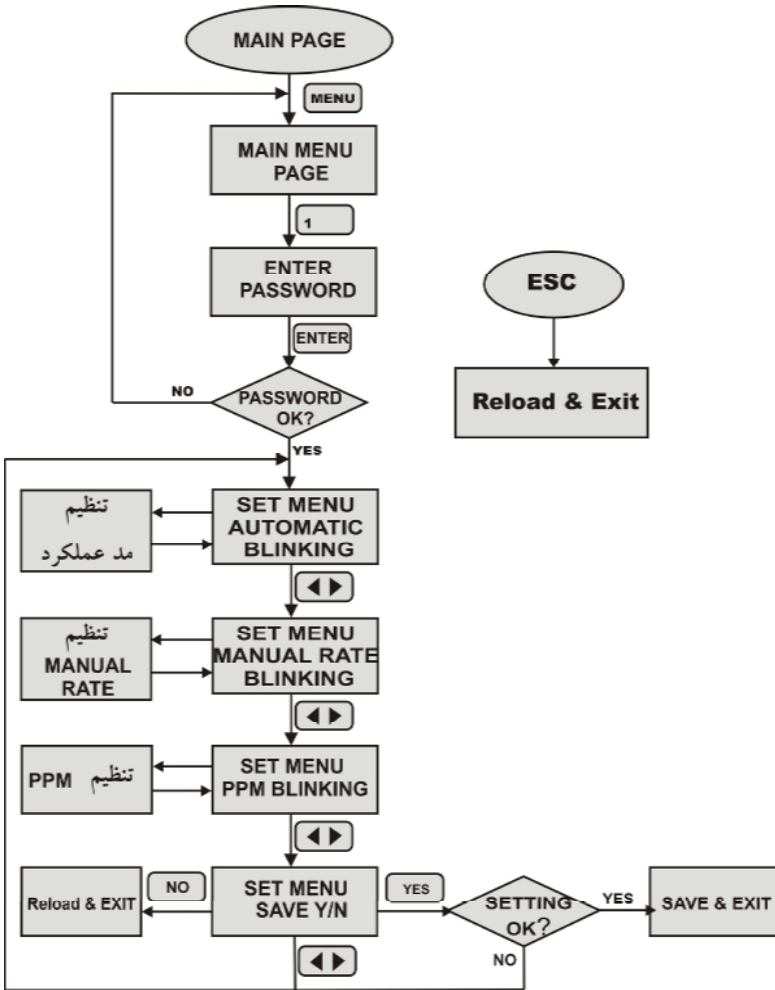 MAIN PAGE
MENU
MAIN MENU
PAGE
1
ENTER
PASSWORD
ENTER
PASSWORD
OK?
NO
YES
ESC
Reload & Exit
تنظیم
مد عملکرد
SET MENU
AUTOMATIC
BLINKING
تنظیم
MANUAL
RATE
SET MENU
MANUAL RATE
BLINKING
تنظیم PPM
SET MENU
PPM BLINKING
Reload & EXIT
NO
SET MENU
SAVE Y/N
YES
SETTING
OK?
YES
SAVE & EXIT
NO